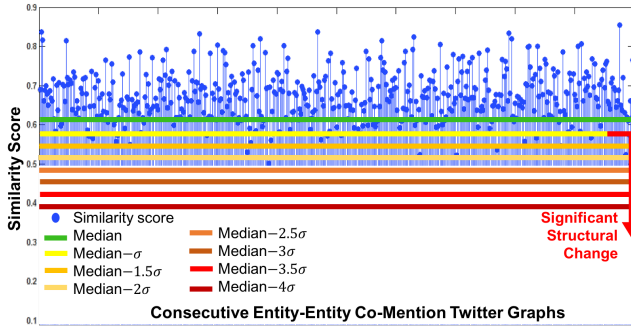 0.9
0.8
0.7
0.6
0.5
0.4
0.3
0.2
0.1
Similarity Score
Similarity score
Median
Median−σ
Median−1.5σ
Median−2σ
Median−2.5σ
Median−3σ
Median−3.5σ
Median−4σ
Significant
Structural
Change
Consecutive Entity-Entity Co-Mention Twitter Graphs